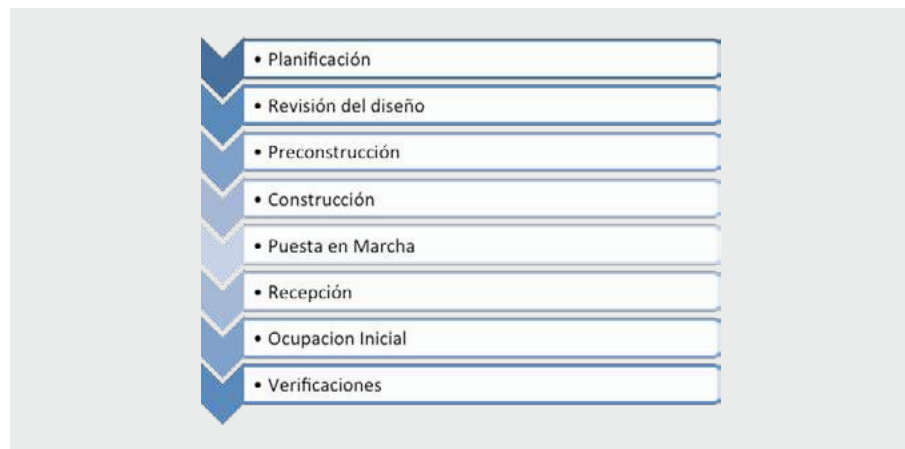 • Planificación
• Revisión del diseño
• Preconstrucción
• Construcción
• Puesta en Marcha
• Recepción
• Ocupacion Inicial
• Verificaciones